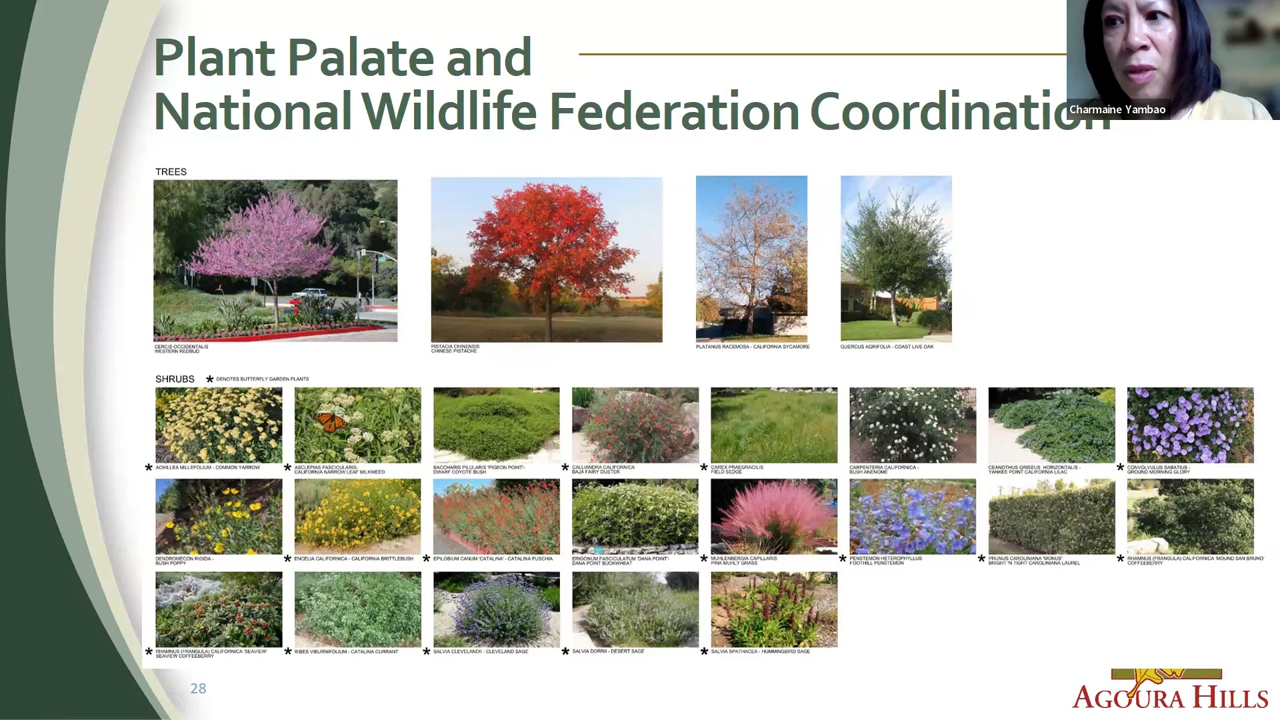 Plant Palate and
National Wildlife Federation Coordination
Charmaine Yambao
TREES
CERCIS OCCIDENTALIS
WESTERN REDBUD
PISTACIA CHINENSIS
CHINESE PISTACHE
PLATANUS RACEMOSA - CALIFORNIA SYCAMORE
QUERCUS AGRIFOLIA - COAST LIVE OAK
SHRUBS * DENOTES BUTTERFLY GARDEN PLANTS
* ACHILLEA MILLEFOLIUM - COMMON YARROW
* ASCLEPIAS FASCICULARIS-
CALIFORNIA NARROW LEAF MILKWEED
BACCHARIS PILULARIS 'PIGEON POINT'-
DWARF COYOTE BUSH
* CALLIANDRA CALIFORNICA
BAJA FAIRY DUSTER
* CAREX PRAEGRACILIS
FIELD SEDGE
CARPENTERIA CALIFORNICA -
BUSH ANENOME
* CEANOTHUS GRISEUS HORIZONTALIS -
YANKEE POINT CALIFORNIA LILAC
* CONVOLVULUS SABATIUS -
GROUND MORNING GLORY
DENDROMECON RIGIDA -
BUSH POPPY
* ENCELIA CALIFORNICA - CALIFORNIA BRITTLEBUSH
* EPILOBIUM CANUM 'CATALINA' - CATALINA FUSCHIA
* ERIGONUM FASCICULATUM 'DANA POINT'-
DANA POINT BUCKWHEAT
* MUHLENBERGIA CAPILLARIS
PINK MUHLY GRASS
* PENSTEMON HETEROPHYLLUS
FOOTHILL PENSTEMON
* PRUNUS CAROLINIANA 'MONUS'
BRIGHT 'N TIGHT CAROLINIANA LAUREL
* RHAMNUS (FRANGULA) CALIFORNICA 'MOUND SAN BRUNO'
COFFEEBERRY
* RHAMNUS (FRANGULA) CALIFORNICA 'SEAVIEW'
SEAVIEW COFFEEBERRY
* RIBES VIBURNIFOLIUM - CATALINA CURRANT
* SALVIA CLEVELANDI - CLEVELAND SAGE
* SALVIA DORRII - DESERT SAGE
* SALVIA SPATHACEA - HUMMINGBIRD SAGE
28
AGOURA HILLS